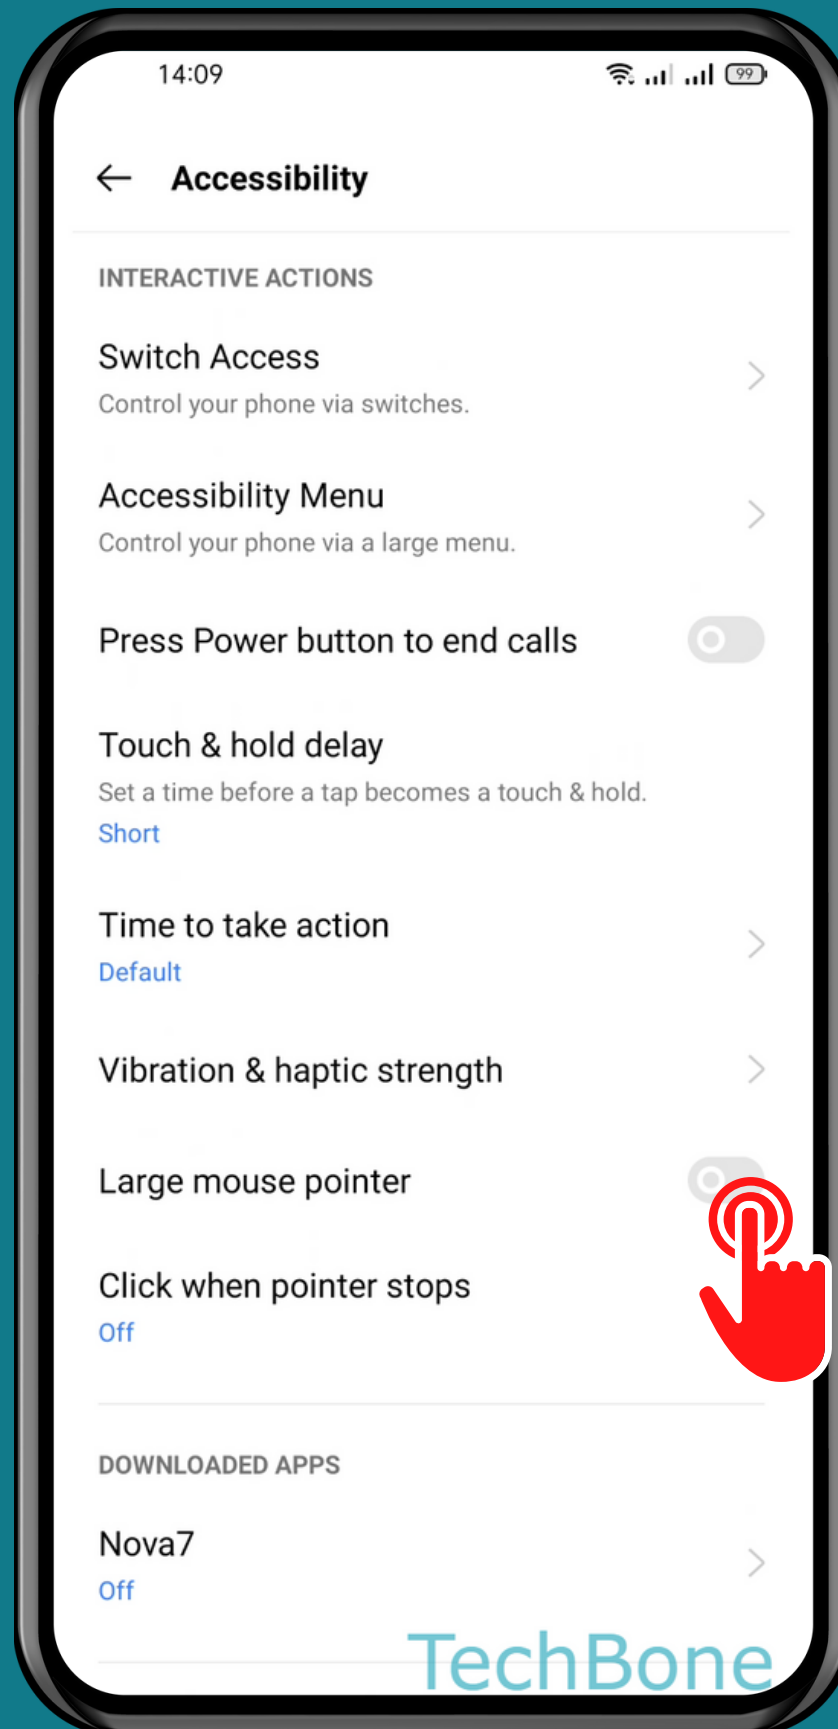 14:09
99
Accessibility
INTERACTIVE ACTIONS
Switch Access
Control your phone via switches.
Accessibility Menu
Control your phone via a large menu.
Press Power button to end calls
Touch & hold delay
Set a time before a tap becomes a touch & hold.
Short
Time to take action
Default
Vibration & haptic strength
Large mouse pointer
Click when pointer stops
Off
DOWNLOADED APPS
Nova7
Off
TechBone